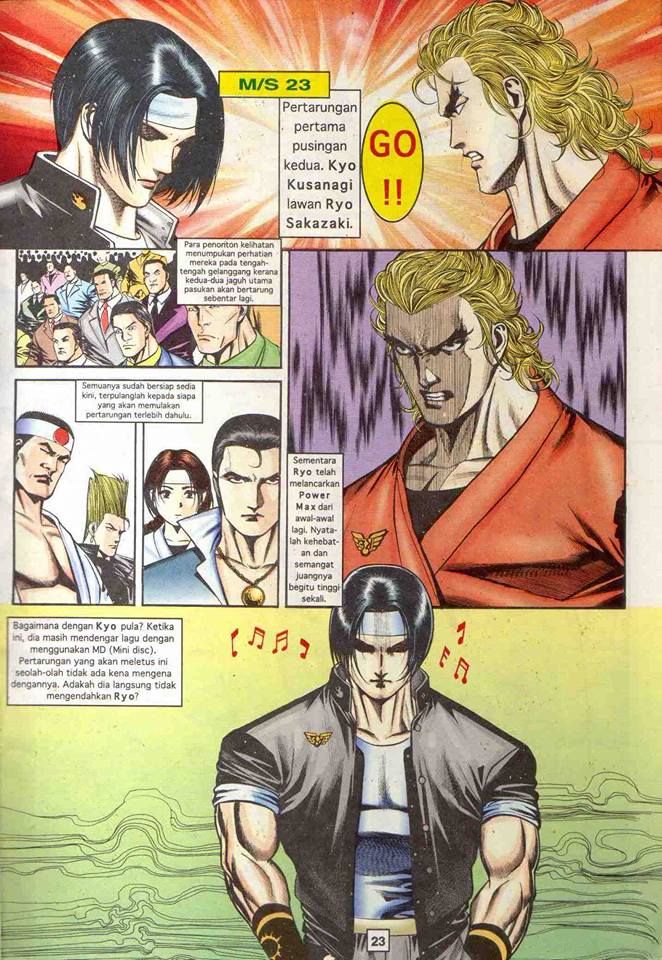 M/S 23
Pertarungan
pertama
pusingan
kedua. Kyo
Kusanagi
lawan Ryo
Sakazaki.
GO
!!
Para penoriton kelihatan
menumpukan perhatian
mereka pada tengah-
tengah gelanggang kerana
kedua-dua jaguh utama
pasukan akan bertarung
sebentar lagi.
Semuanya sudah bersiap sedia
kini, terpulanglah kepada siapa
yang akan memulakan
pertarungan terlebih dahulu.
Sementara
Ryo telah
melancarkan
Power
Max dari
awal-awal
lagi. Nyata-
lah kehebat-
an dan
semangat
juangnya
begitu tinggi
sekali.
Bagaimana dengan Kyo pula? Ketika
ini, dia masih mendengar lagu dengan
menggunakan MD (Mini disc).
Pertarungan yang akan meletus ini
seolah-olah tidak ada kena mengena
dengannya. Adakah dia langsung tidak
mengendahkan Ryo?
23